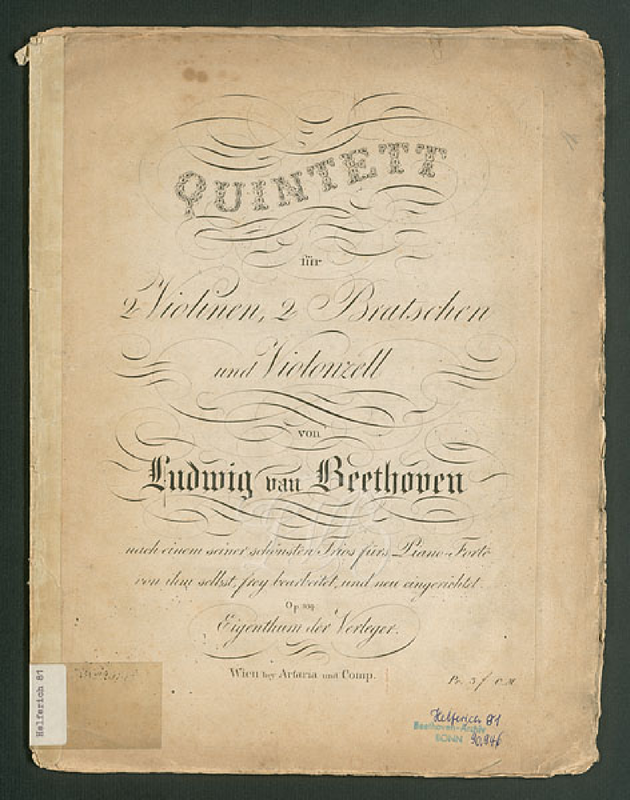 QUINTETT
für
2 Violinen, 2 Bratschen
und Violonzell
von
Ludwig van Beethoven
nach einem seiner schönsten Trios fürs Piano-Forte
von ihm selbst, frey bearbeitet, und neu eingerichtet.
Op.
Eigenthum der Verleger.
Wien bey Artaria und Comp.
Pr. 3 f C.M.
Helferich 81
Helferich 81
Beethoven-Archiv
BONN